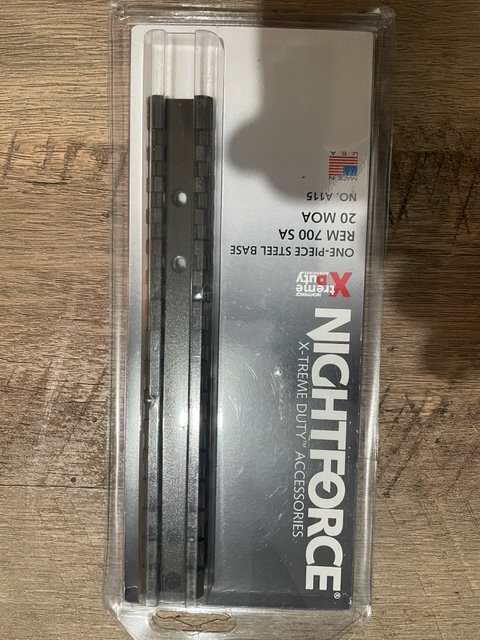 NIGHTFORCE®
X-TREME DUTY™ ACCESSORIES
NIGHTFORCE
Xtreme
Duty
ACCESSORIES
ONE-PIECE STEEL BASE
REM 700 SA
20 MOA
NO. A115
MADE IN
U.S.A.